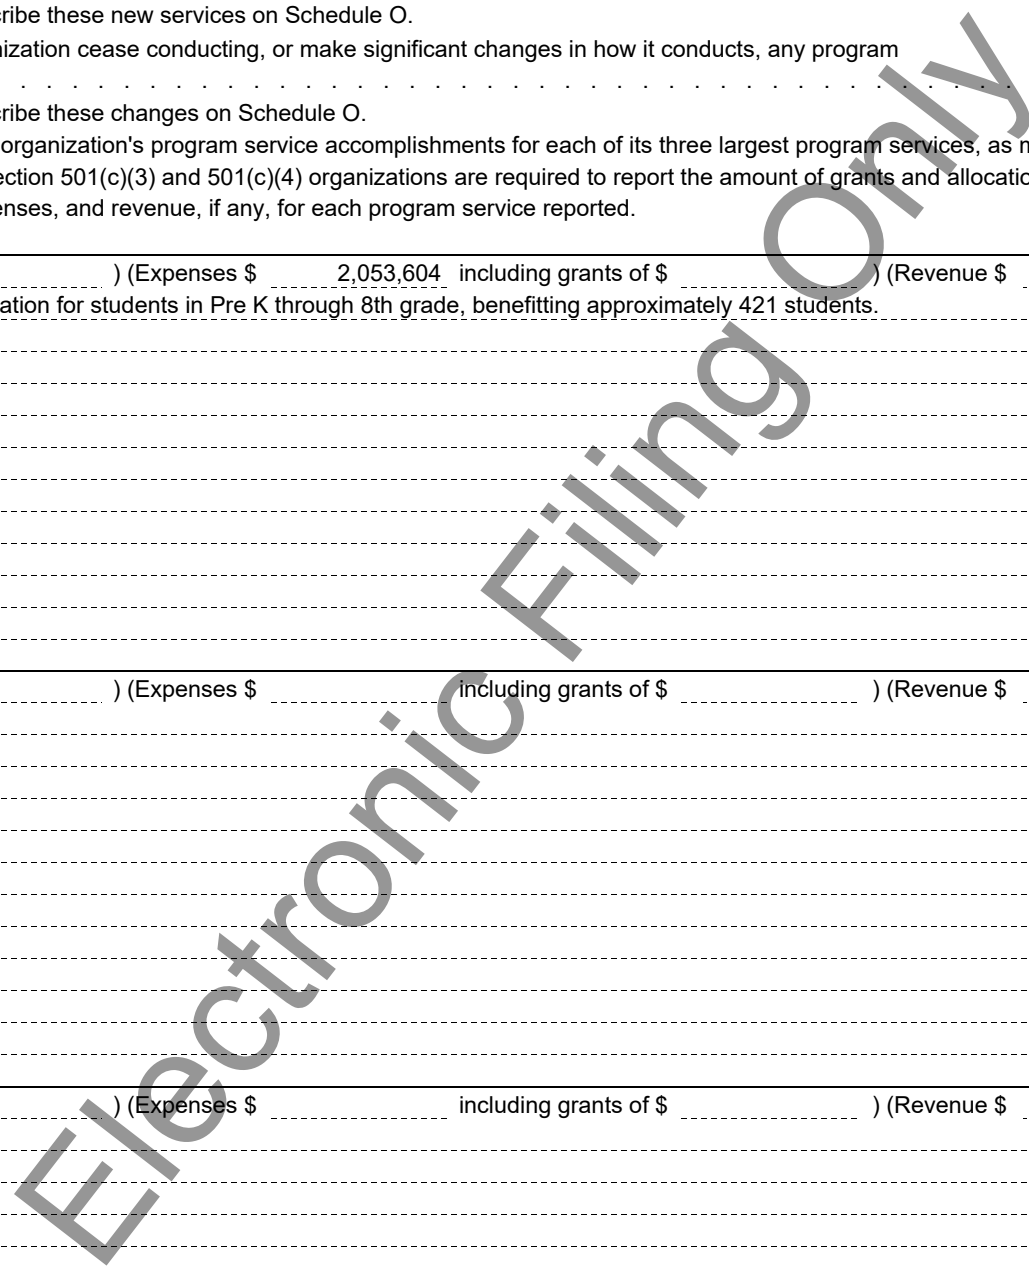 cribe these new services on Schedule O.
nization cease conducting, or make significant changes in how it conducts, any program
. . . . . . . . . . . . . . . . . . . . . . . . . . . . . . . . . . . . . . .
cribe these changes on Schedule O.
organization's program service accomplishments for each of its three largest program services, as m
ection 501(c)(3) and 501(c)(4) organizations are required to report the amount of grants and allocatio
enses, and revenue, if any, for each program service reported.
) (Expenses $ 2,053,604 including grants of $ ) (Revenue $
ation for students in Pre K through 8th grade, benefitting approximately 421 students.
) (Expenses $ including grants of $ ) (Revenue $
) (Expenses $ including grants of $ ) (Revenue $
Electronic Filing Only